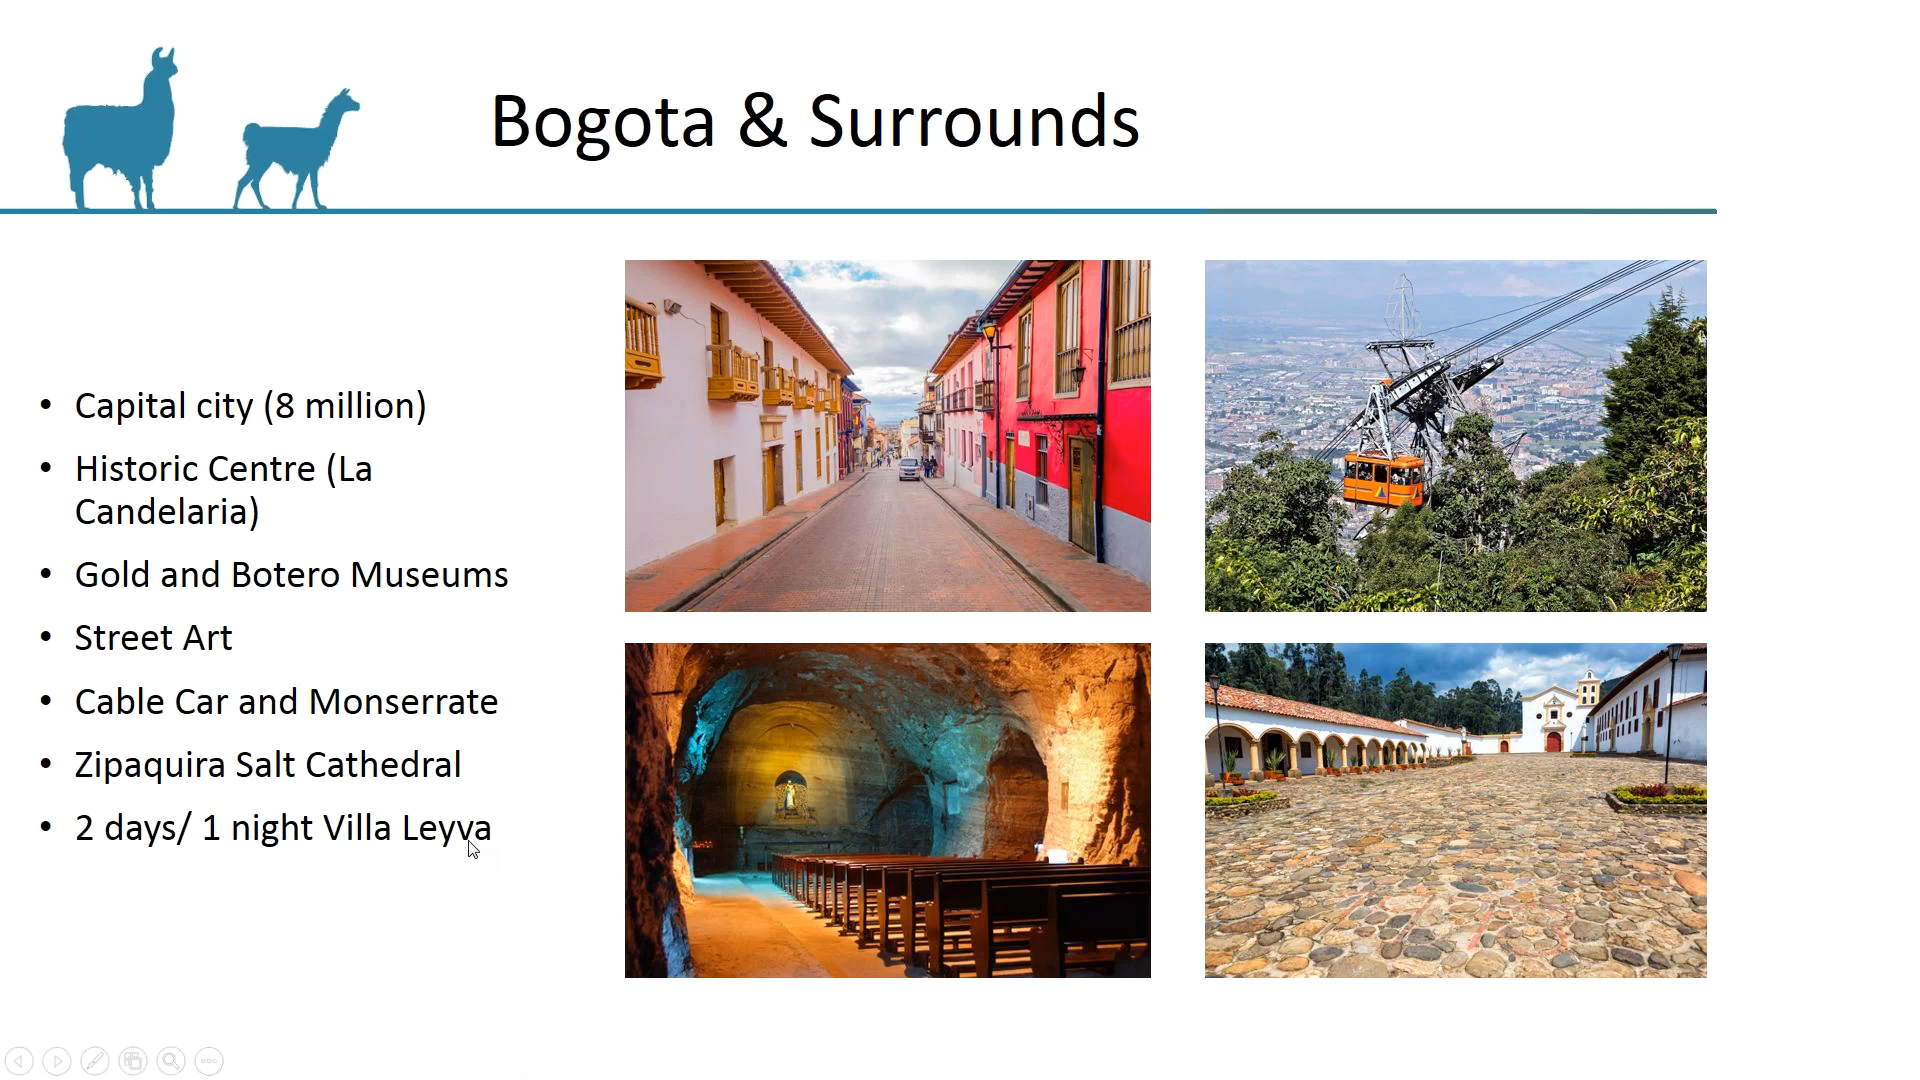 Bogota & Surrounds
• Capital city (8 million)
• Historic Centre (La
Candelaria)
• Gold and Botero Museums
• Street Art
• Cable Car and Monserrate
• Zipaquira Salt Cathedral
• 2 days/ 1 night Villa Leyva